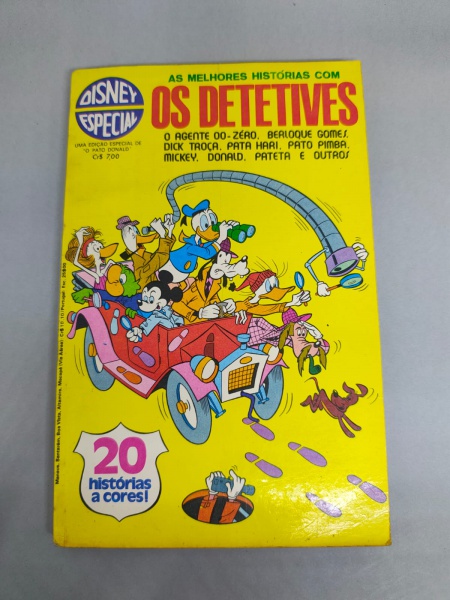 DISNEY
ESPECIAL
UMA EDIÇÃO ESPECIAL DE
"O PATO DONALD"
Cr$ 7,00
AS MELHORES HISTÓRIAS COM
OS DETETIVES
O AGENTE 00-ZÉRO, BERLOQUE GOMES,
DICK TROÇA, PATA HARI, PATO PIMBA,
MICKEY, DONALD, PATETA E OUTROS
20
histórias
a cores!